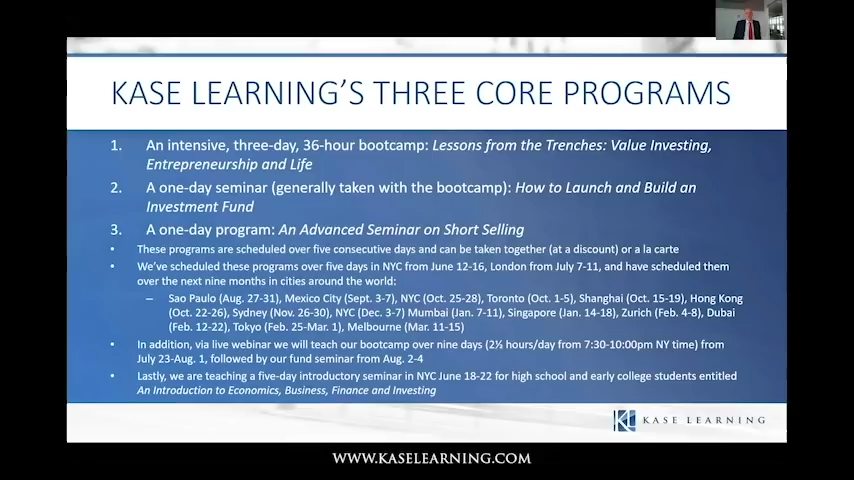 KASE LEARNING'S THREE CORE PROGRAMS
1. An intensive, three-day, 36-hour bootcamp: Lessons from the Trenches: Value Investing,
Entrepreneurship and Life
2. A one-day seminar (generally taken with the bootcamp): How to Launch and Build an
Investment Fund
3. A one-day program: An Advanced Seminar on Short Selling
• These programs are scheduled over five consecutive days and can be taken together (at a discount) or a la carte
• We've scheduled these programs over five days in NYC from June 12-16, London from July 7-11, and have scheduled them
over the next nine months in cities around the world:
– Sao Paulo (Aug. 27-31), Mexico City (Sept. 3-7), NYC (Oct. 25-28), Toronto (Oct. 1-5), Shanghai (Oct. 15-19), Hong Kong
(Oct. 22-26), Sydney (Nov. 26-30), NYC (Dec. 3-7) Mumbai (Jan. 7-11), Singapore (Jan. 14-18), Zurich (Feb. 4-8), Dubai
(Feb. 12-22), Tokyo (Feb. 25-Mar. 1), Melbourne (Mar. 11-15)
• In addition, via live webinar we will teach our bootcamp over nine days (2½ hours/day from 7:30-10:00pm NY time) from
July 23-Aug. 1, followed by our fund seminar from Aug. 2-4
• Lastly, we are teaching a five-day introductory seminar in NYC June 18-22 for high school and early college students entitled
An Introduction to Economics, Business, Finance and Investing
KL KASE LEARNING
WWW.KASELEARNING.COM